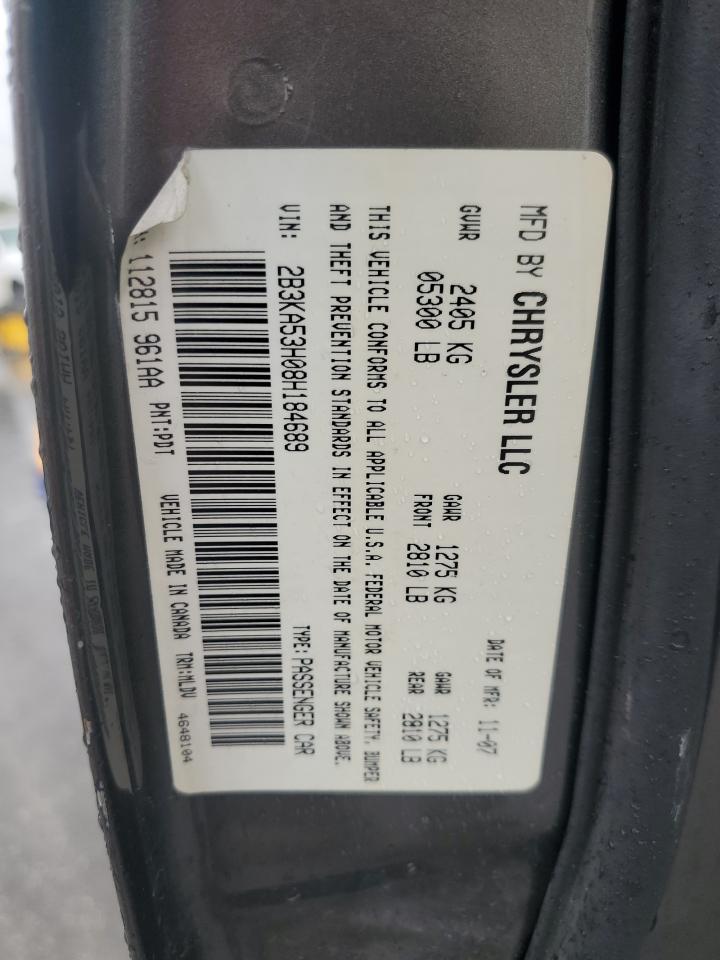 MFD BY CHRYSLER LLC
DATE OF MFR: 11-07
GVWR 2405 KG
05300 LB
GAWR FRONT 1275 KG
2810 LB
GAWR REAR 1275 KG
2810 LB
THIS VEHICLE CONFORMS TO ALL APPLICABLE U.S.A. FEDERAL MOTOR VEHICLE SAFETY, BUMPER
AND THEFT PREVENTION STANDARDS IN EFFECT ON THE DATE OF MANUFACTURE SHOWN ABOVE.
VIN: 2B3KA53H08H184689
TYPE: PASSENGER CAR
: 112815 961AA PNT:PDT
VEHICLE MADE IN CANADA TRM:MLDV
4648104